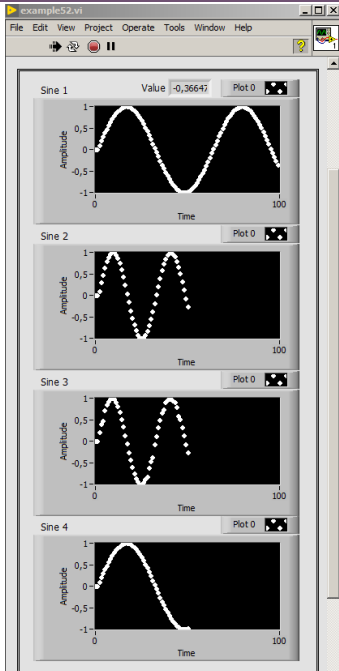 example52.vi
File Edit View Project Operate Tools Window Help
1
Sine 1 Value -0,36647 Plot 0
Amplitude
1
0,5
0
-0,5
-1
0 100
Time
Sine 2 Plot 0
Amplitude
1
0,5
0
-0,5
-1
0 100
Time
Sine 3 Plot 0
Amplitude
1
0,5
0
-0,5
-1
0 100
Time
Sine 4 Plot 0
Amplitude
1
0,5
0
-0,5
-1
0 100
Time